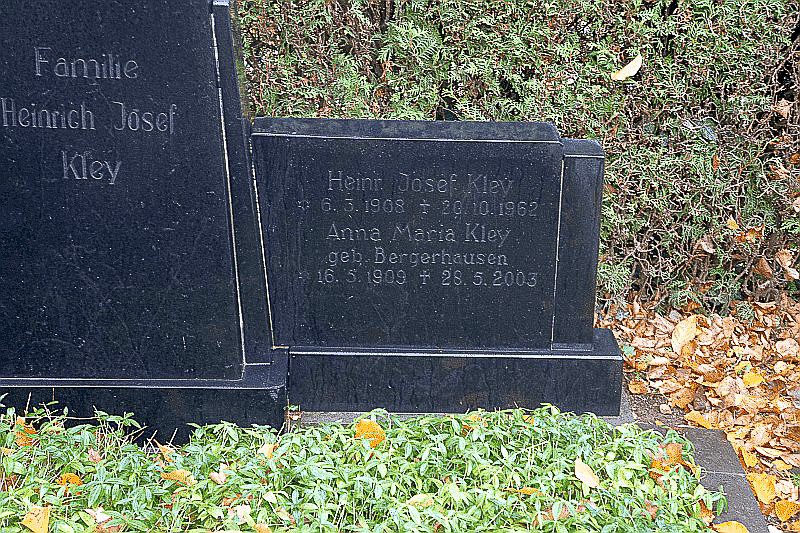 Familie
Heinrich Josef
Kley
Heinr. Josef Kley
* 6. 3. 1908 + 20. 10. 1962
Anna Maria Kley
geb. Bergerhausen
* 16. 5. 1909 + 28. 5. 2003